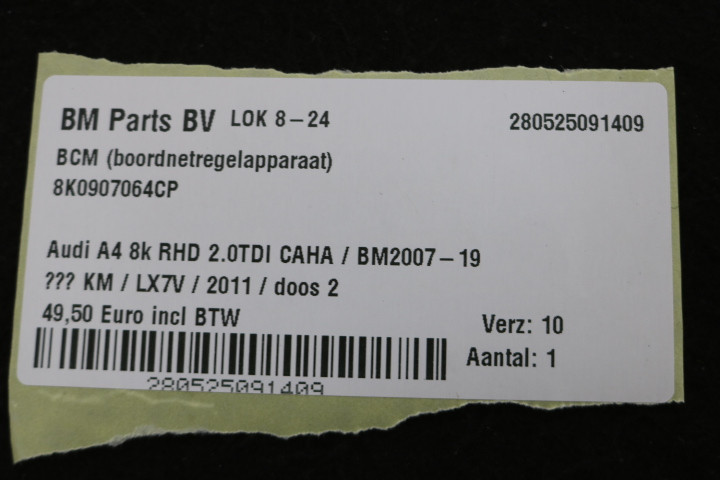 BM Parts BV LOK 8-24 280525091409
BCM (boordnetregelapparaat)
8K0907064CP
Audi A4 8k RHD 2.0TDI CAHA / BM2007-19
??? KM / LX7V / 2011 / doos 2
49,50 Euro incl BTW
Verz: 10
Aantal: 1
280525091409